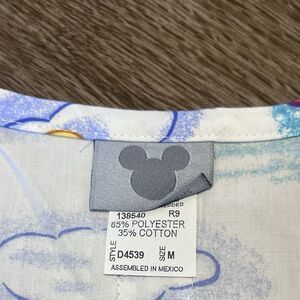 138540 R9
65% POLYESTER
35% COTTON
STYLE D4539 SIZE M
ASSEMBLED IN MEXICO